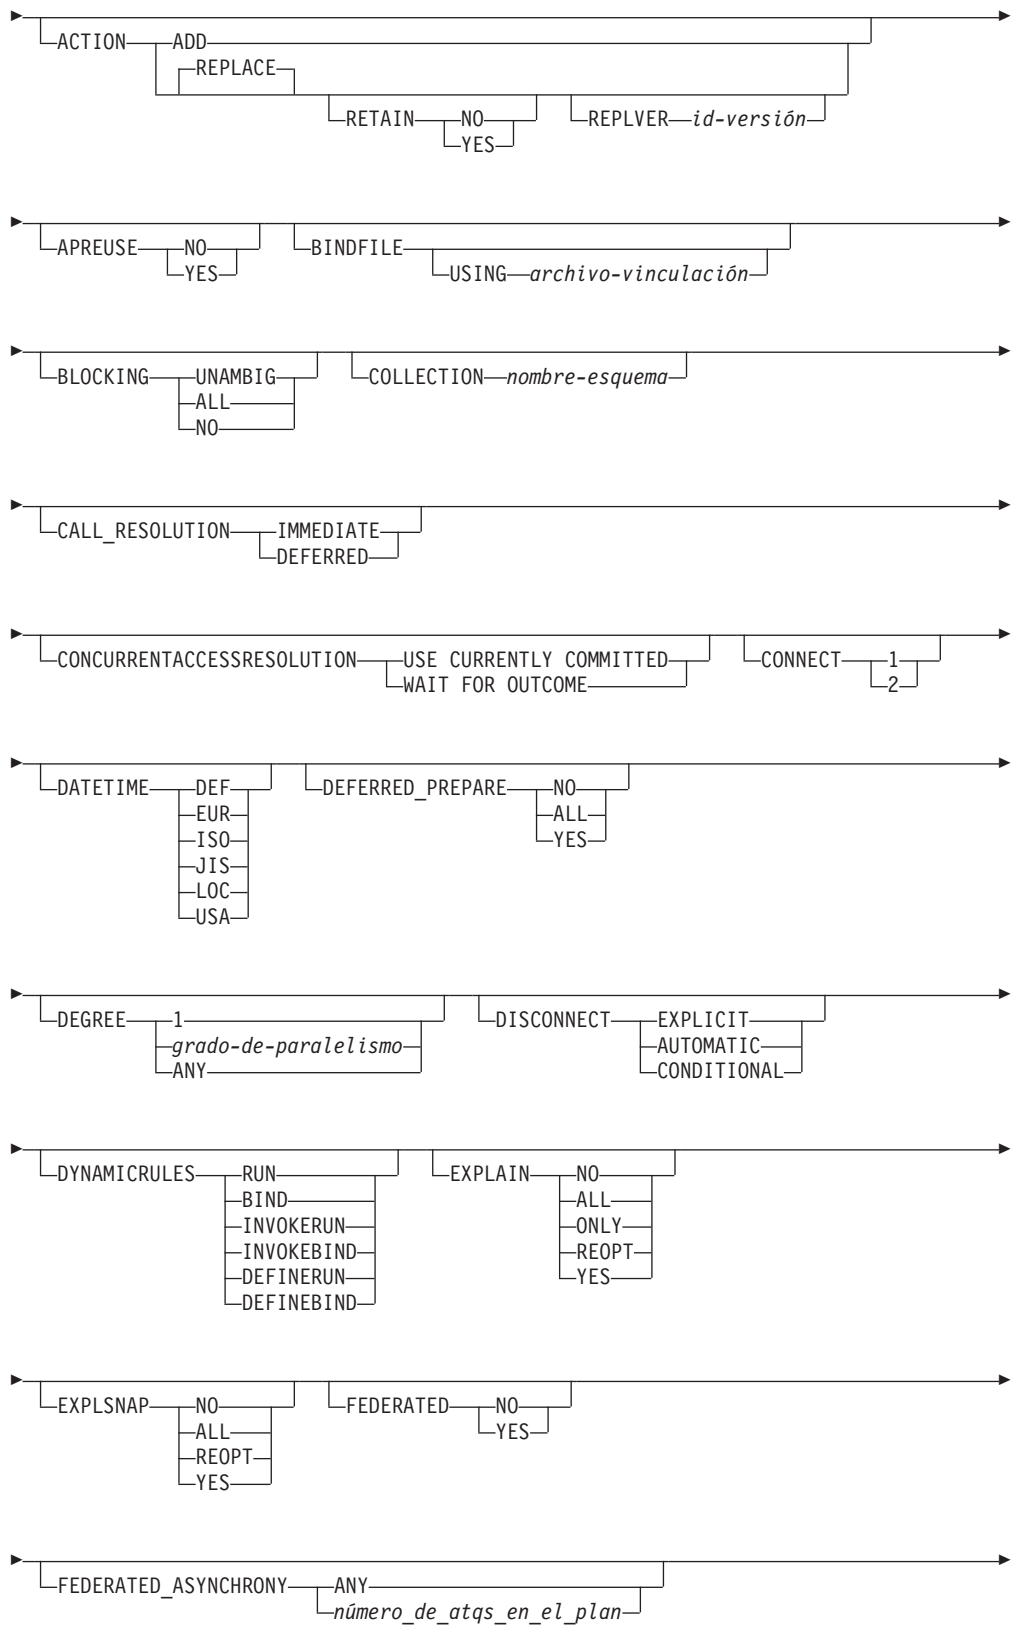 ACTION ADD
REPLACE
RETAIN NO REPLVER id-versión
YES
APREUSE NO BINDFILE
YES USING archivo-vinculación
BLOCKING UNAMBIG COLLECTION nombre-esquema
ALL
NO
CALL_RESOLUTION IMMEDIATE
DEFERRED
CONCURRENTACCESSRESOLUTION USE CURRENTLY COMMITTED CONNECT 1
WAIT FOR OUTCOME 2
DATETIME DEF DEFERRED_PREPARE NO
EUR ALL
ISO YES
JIS
LOC
USA
DEGREE 1 DISCONNECT EXPLICIT
grado-de-paralelismo AUTOMATIC
ANY CONDITIONAL
DYNAMICRULES RUN EXPLAIN NO
BIND ALL
INVOKERUN ONLY
INVOKEBIND REOPT
DEFINERUN YES
DEFINEBIND
EXPLSNAP NO FEDERATED NO
ALL YES
REOPT
YES
FEDERATED_ASYNCHRONY ANY
número_de_atqs_en_el_plan